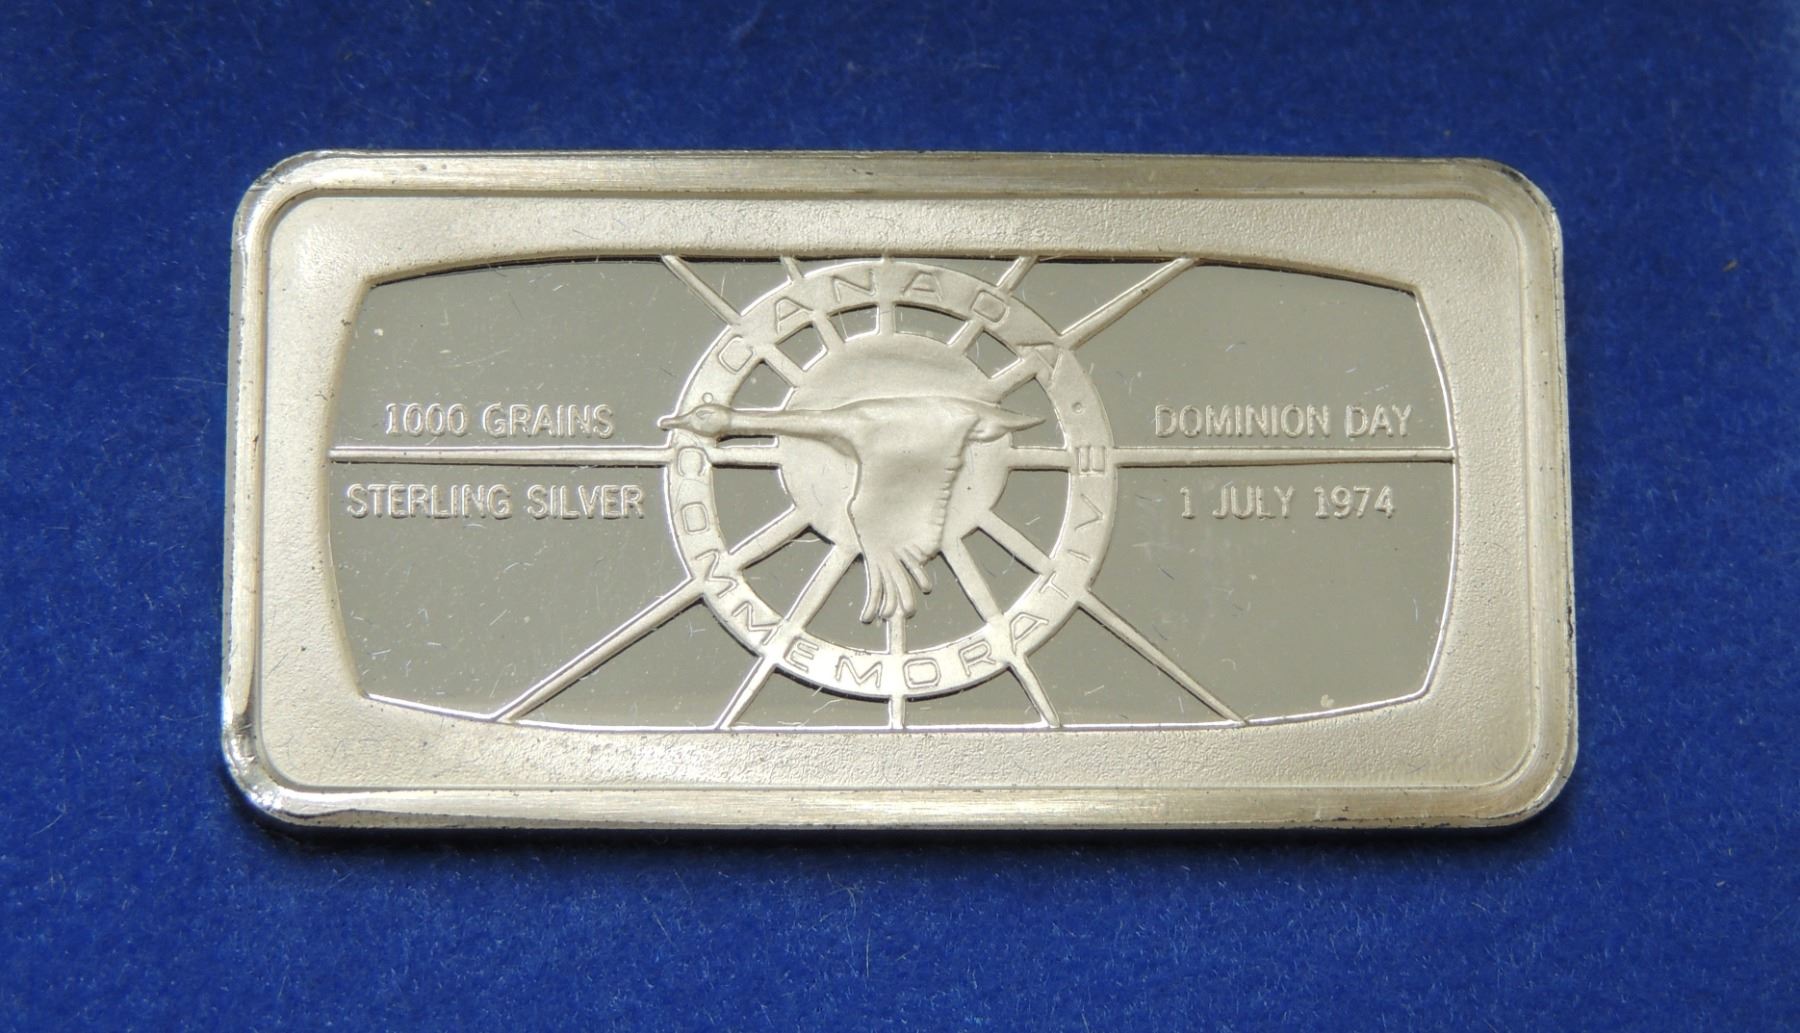 CANADA
1000 GRAINS
STERLING SILVER
DOMINION DAY
1 JULY 1974
COMMEMORATIVE